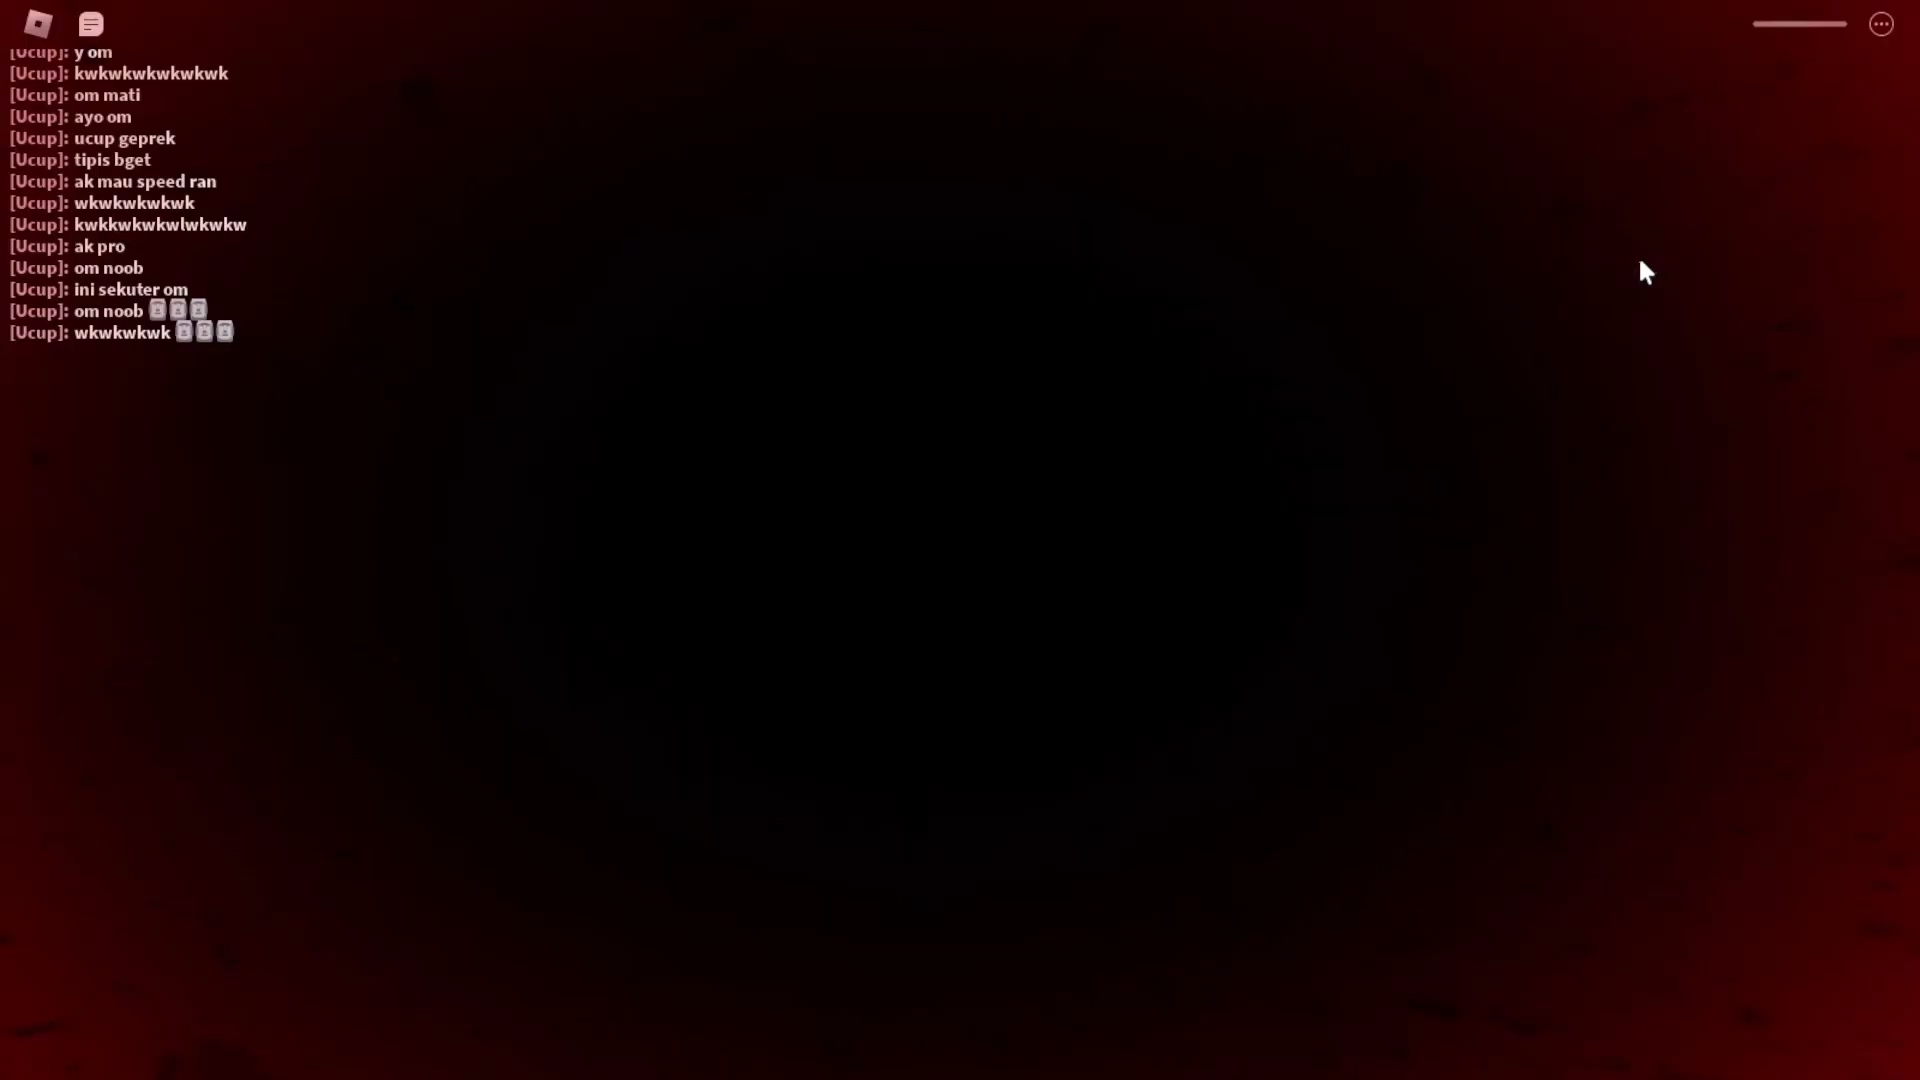 [Ucup]: y om
[Ucup]: kwkwkwkwkwkwk
[Ucup]: om mati
[Ucup]: ayo om
[Ucup]: ucup geprek
[Ucup]: tipis bget
[Ucup]: ak mau speed ran
[Ucup]: wkwkwkwkwk
[Ucup]: kwkkwkwkwlwkwkw
[Ucup]: ak pro
[Ucup]: om noob
[Ucup]: ini sekuter om
[Ucup]: om noob 🗿🗿🗿
[Ucup]: wkwkwkwk 🗿🗿🗿